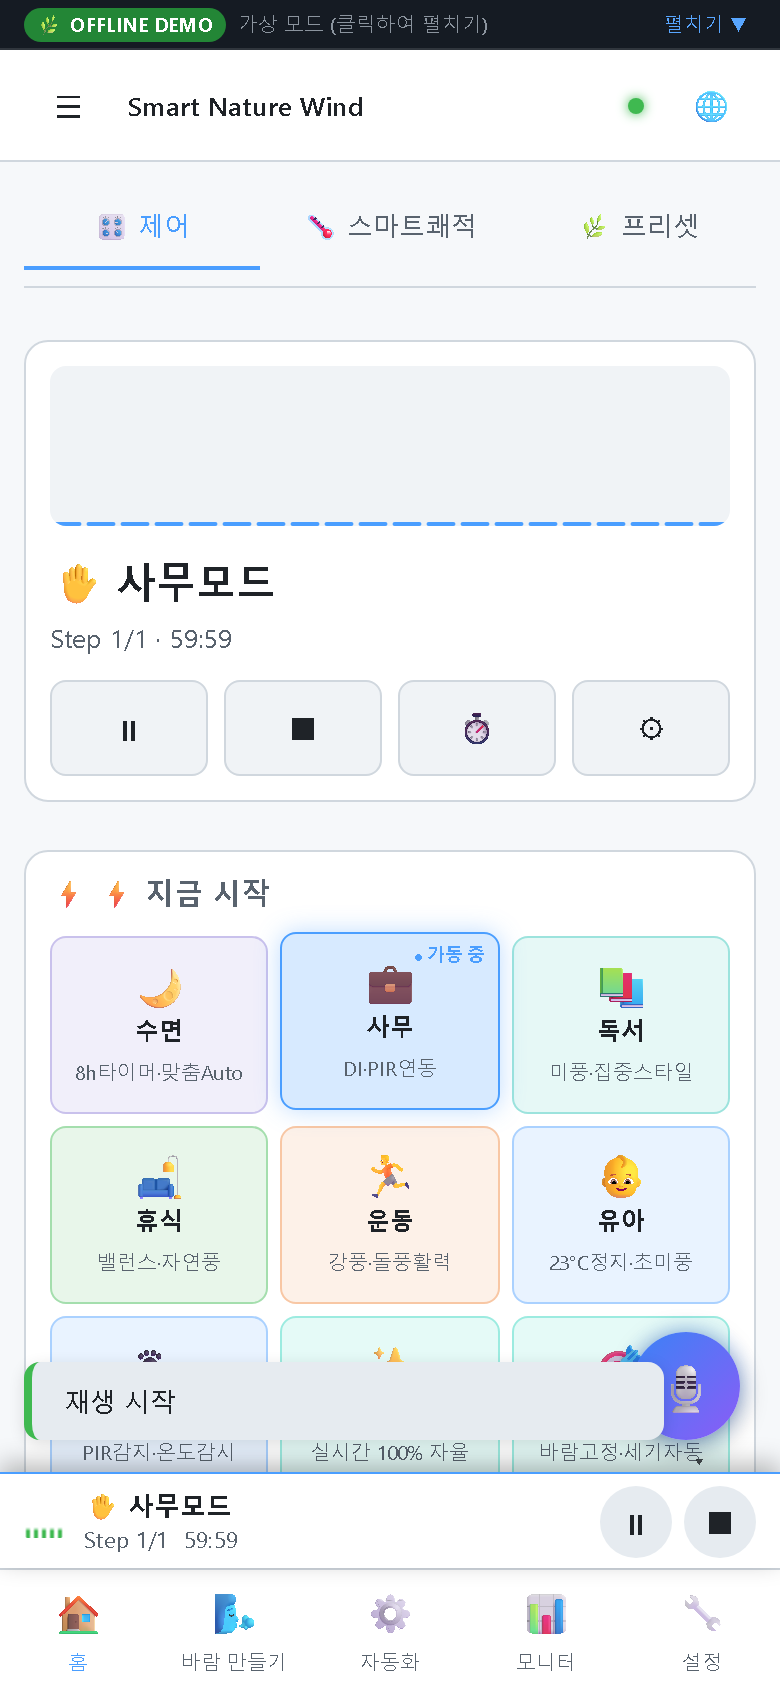 OFFLINE DEMO 가상 모드 (클릭하여 펼치기) 펼치기 ▼
Smart Nature Wind
제어 스마트쾌적 프리셋
사무모드
Step 1/1 · 59:59
지금 시작
수면
8h타이머·맞춤Auto
가동 중
사무
DI·PIR연동
독서
미풍·집중스타일
휴식
밸런스·자연풍
운동
강풍·돌풍활력
유아
23°C정지·초미풍
재생 시작
PIR감지·온도감시
실시간 100% 자율
바람고정·세기자동
사무모드
Step 1/1 59:59
홈 바람 만들기 자동화 모니터 설정